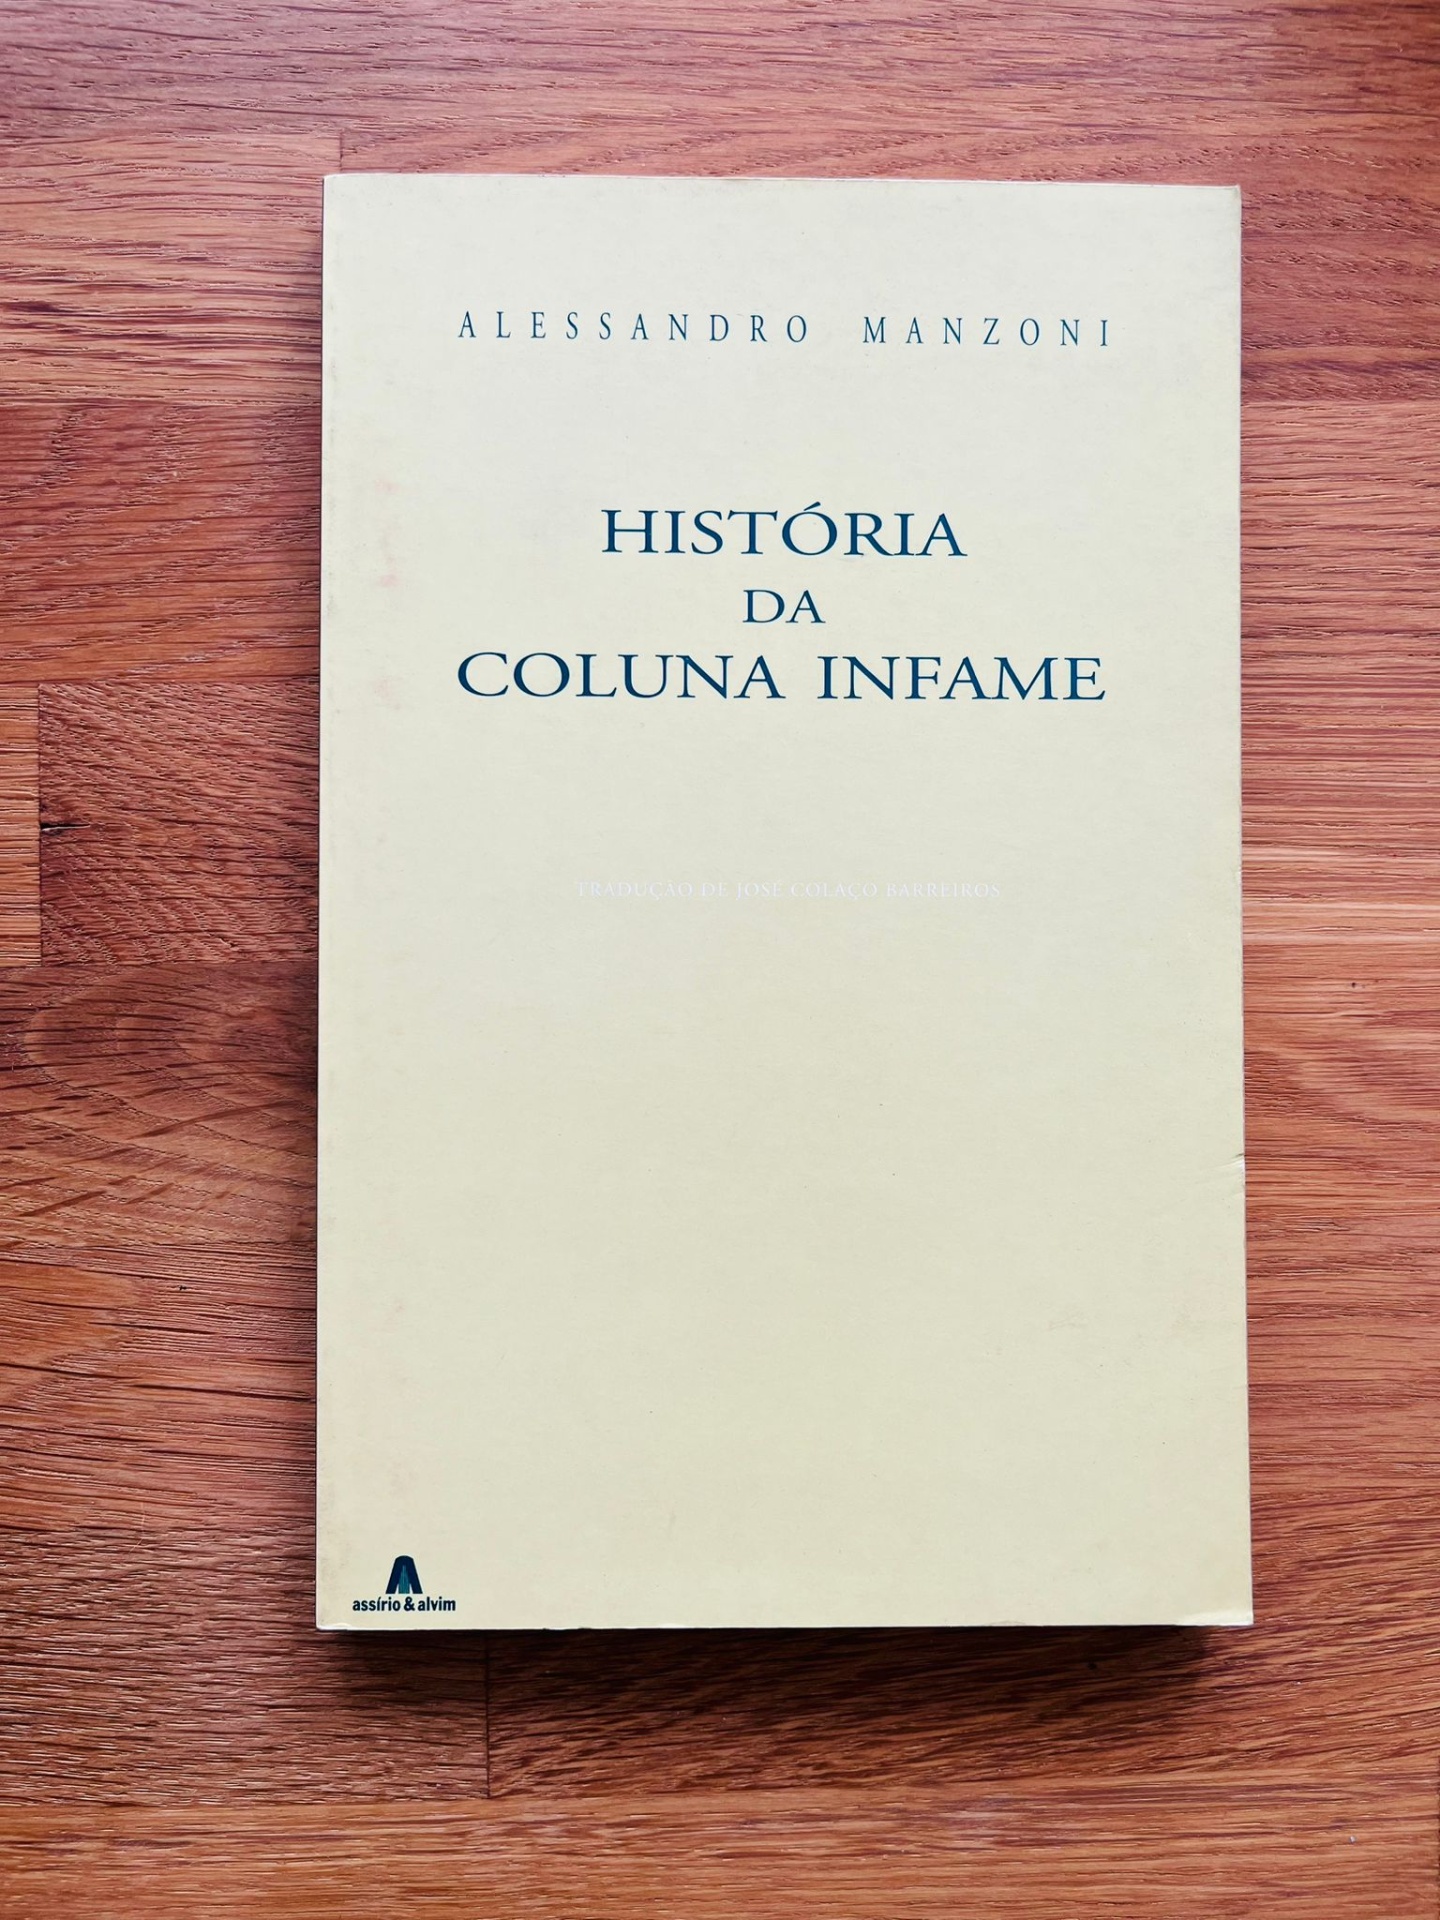 ALESSANDRO MANZONI
HISTÓRIA
DA
COLUNA INFAME
TRADUÇÃO DE JOSÉ COLAÇO BARREIROS
assírio & alvim